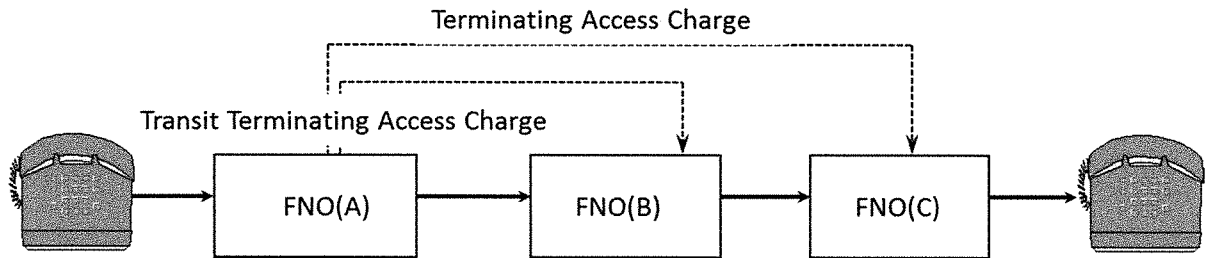 Terminating Access Charge
Transit Terminating Access Charge
FNO(A)
FNO(B)
FNO(C)